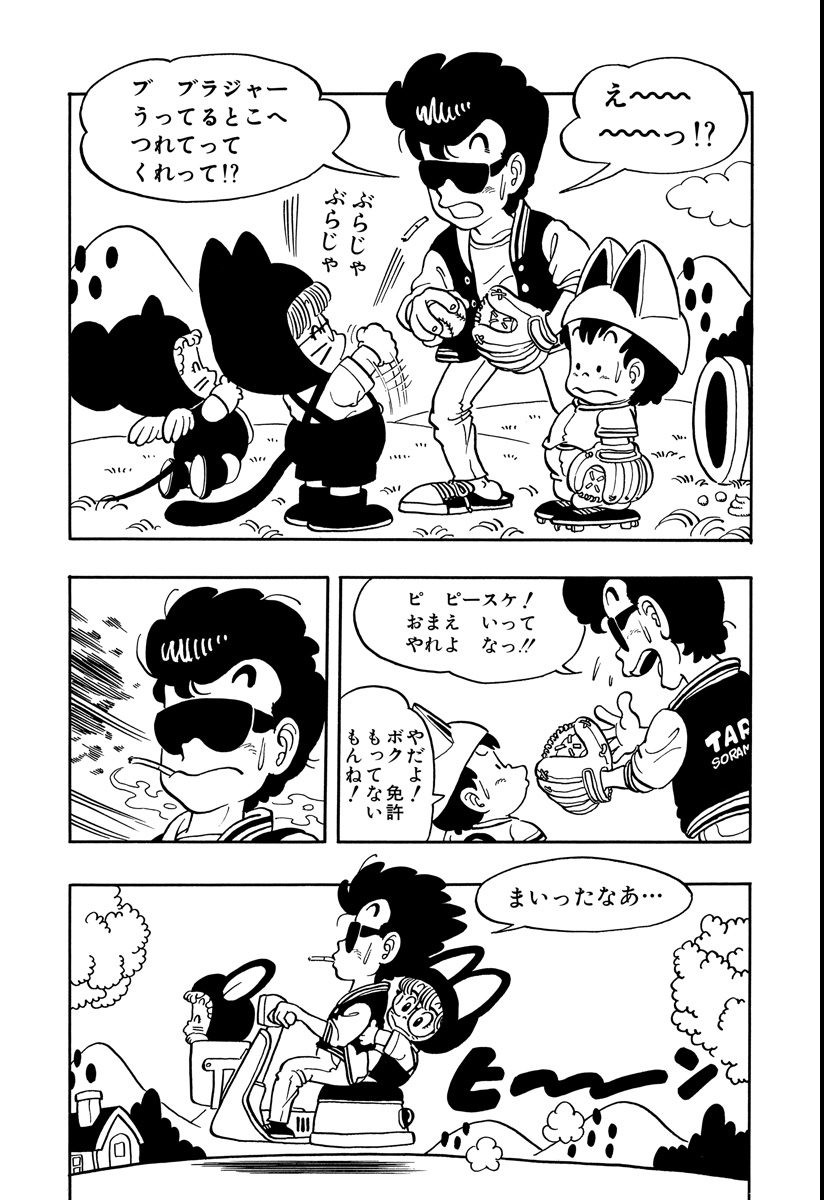 え〜〜〜〜
〜〜〜〜っ!?
ブ　ブラジャー
うってるとこへ
つれてって
くれって!?
ぶらじゃ
ぶらじゃ
ピ　ピースケ!
おまえ　いって
やれよ　なっ!!
TAR
SORAM
やだよ!
ボク　免許
もってない
もんね!
まいったなあ…
ヒ〜〜ン